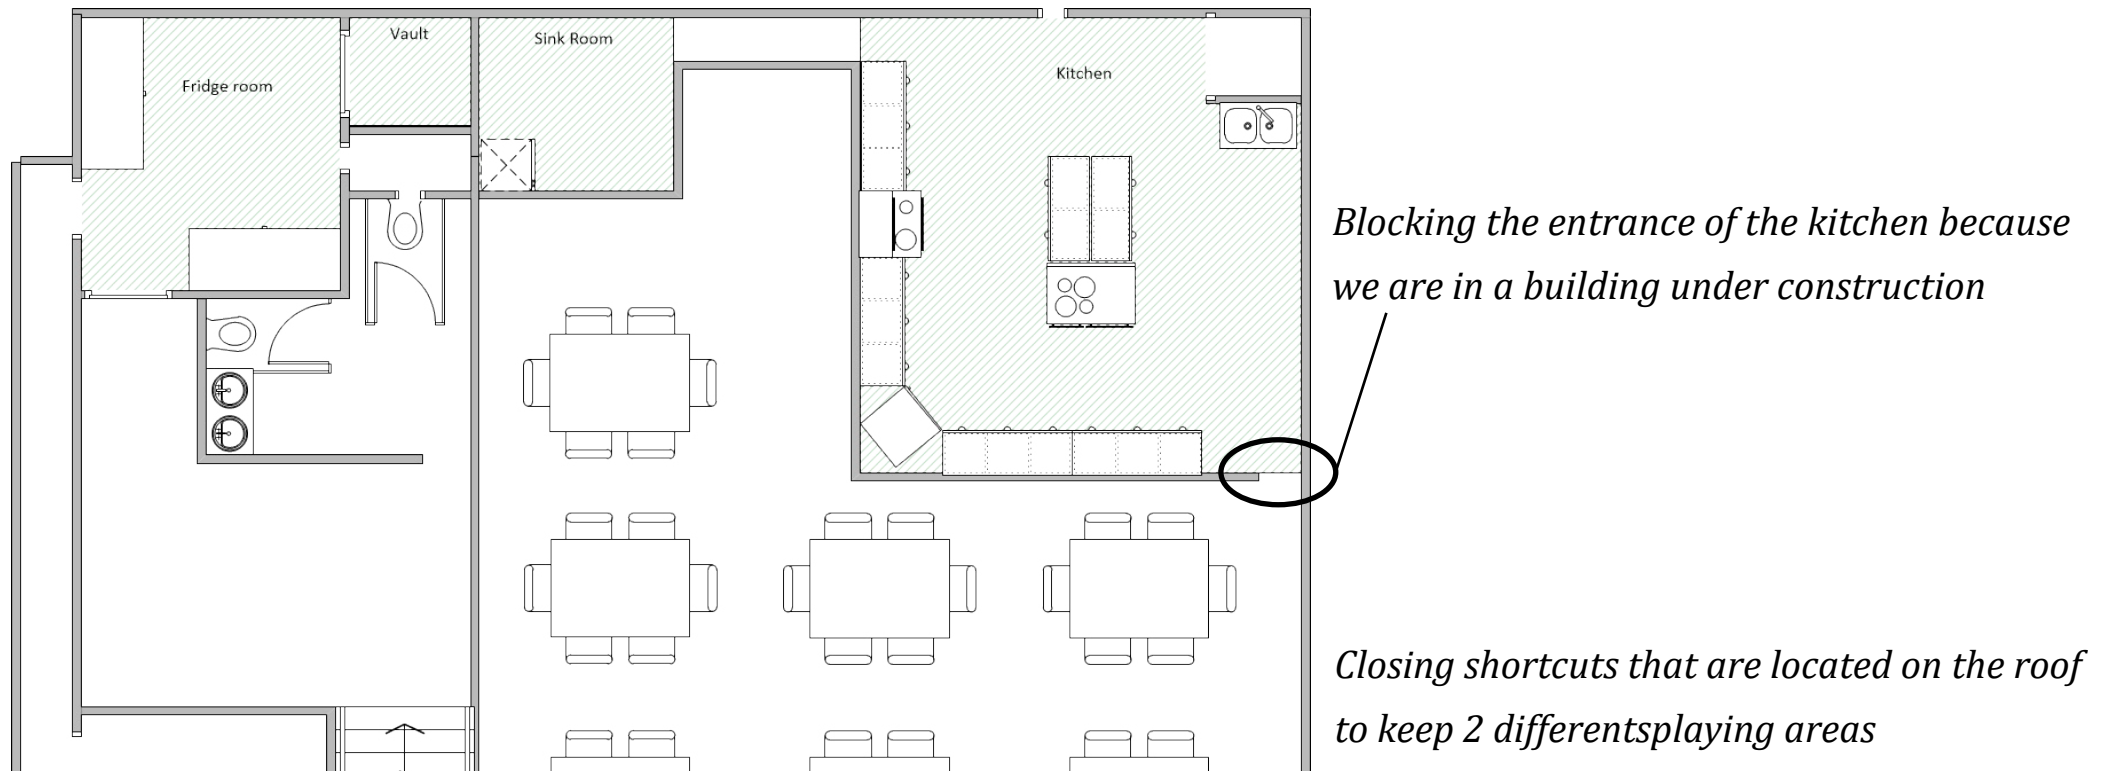 Vault
Sink Room
Kitchen
Fridge room
Blocking the entrance of the kitchen because
we are in a building under construction
Closing shortcuts that are located on the roof
to keep 2 differentsplaying areas